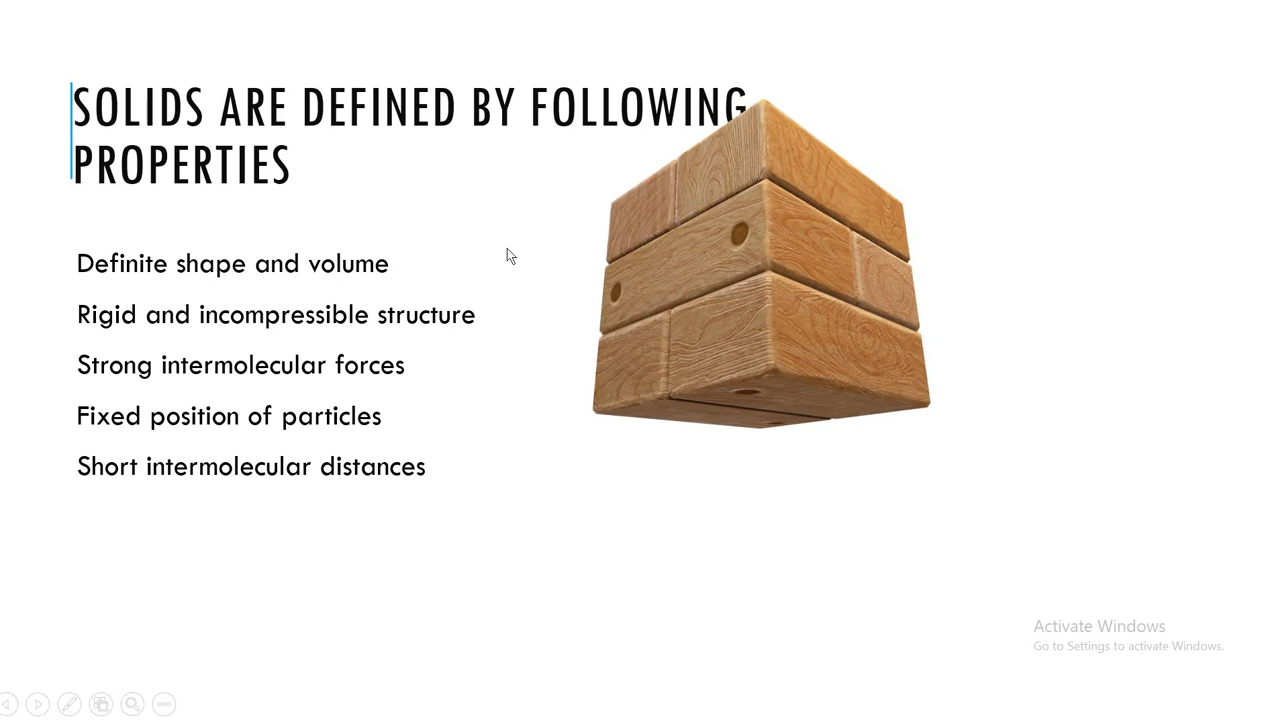 SOLIDS ARE DEFINED BY FOLLOWING
PROPERTIES
Definite shape and volume
Rigid and incompressible structure
Strong intermolecular forces
Fixed position of particles
Short intermolecular distances
Activate Windows
Go to Settings to activate Windows.